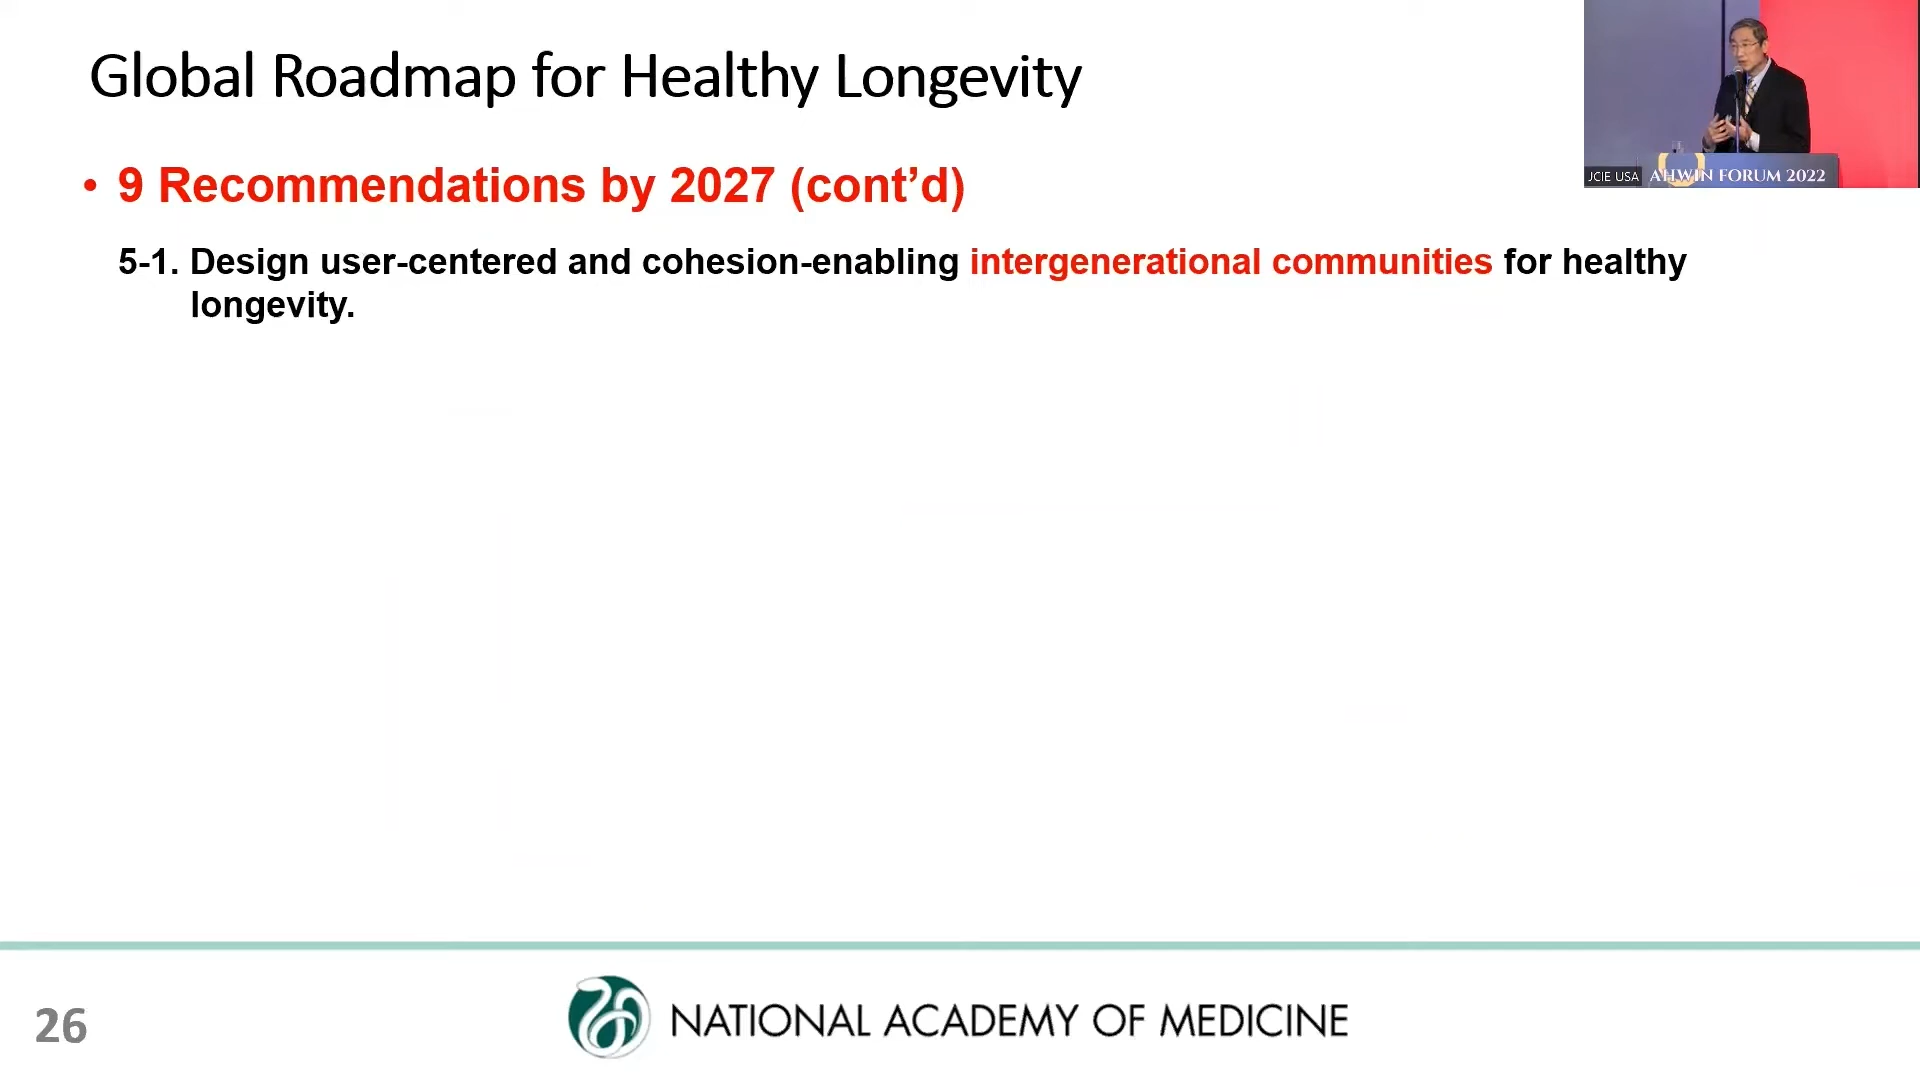 Global Roadmap for Healthy Longevity
• 9 Recommendations by 2027 (cont’d)
5-1. Design user-centered and cohesion-enabling intergenerational communities for healthy
longevity.
JCIE USA
AHWIN FORUM 2022
26
NATIONAL ACADEMY OF MEDICINE